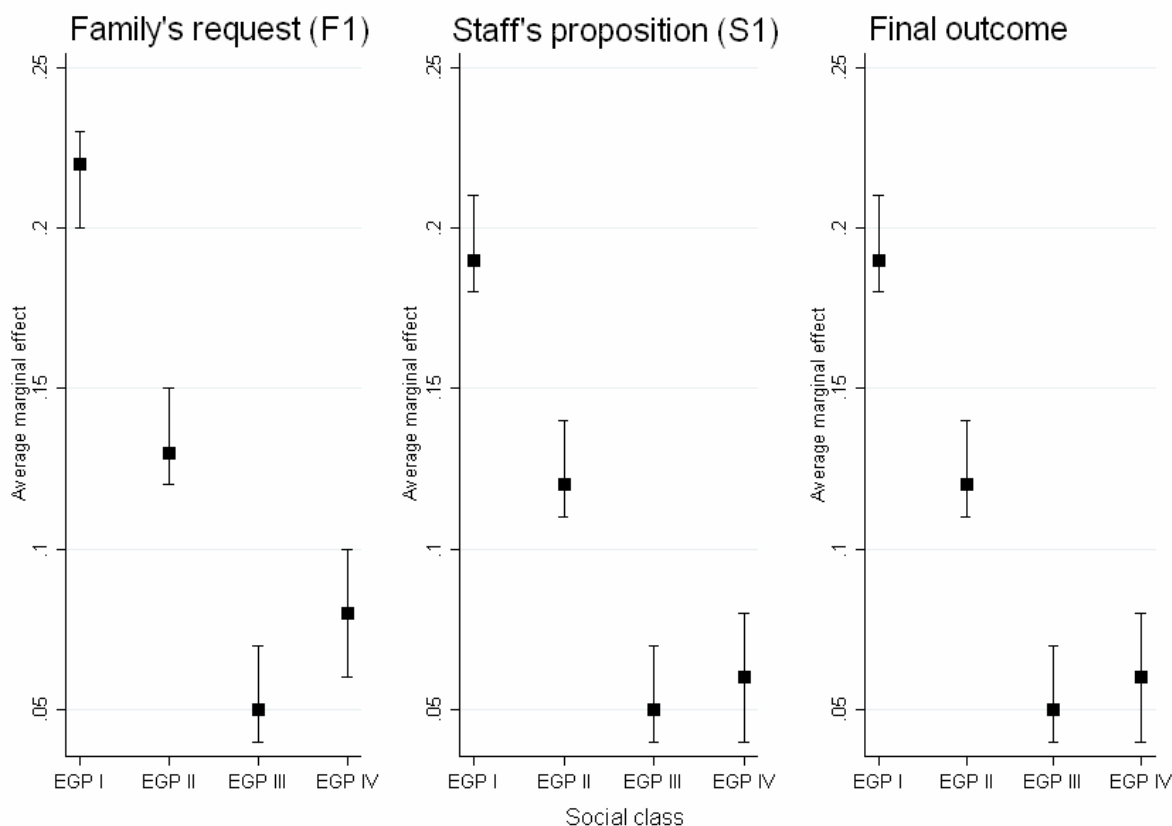 Family's request (F1)
Staff's proposition (S1)
Final outcome
Average marginal effect
.25
.2
.15
.1
.05
EGP I
EGP II
EGP III
EGP IV
Average marginal effect
.25
.2
.15
.1
.05
EGP I
EGP II
EGP III
EGP IV
Average marginal effect
.25
.2
.15
.1
.05
EGP I
EGP II
EGP III
EGP IV
Social class